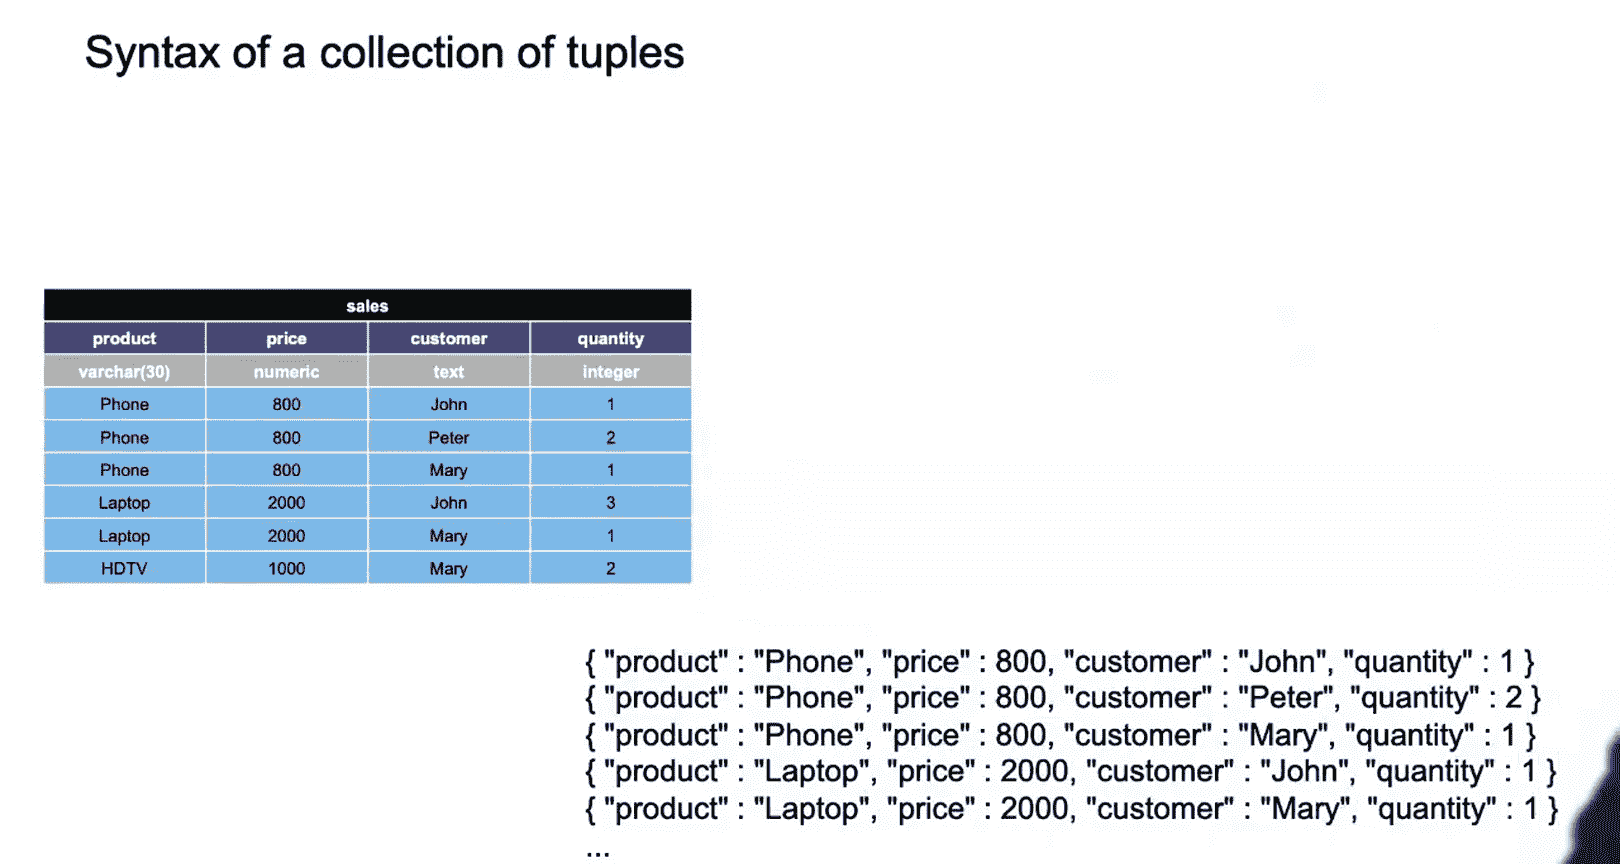 Syntax of a collection of tuples
sales
product price customer quantity
varchar(30) numeric text integer
Phone 800 John 1
Phone 800 Peter 2
Phone 800 Mary 1
Laptop 2000 John 3
Laptop 2000 Mary 1
HDTV 1000 Mary 2
{ "product" : "Phone", "price" : 800, "customer" : "John", "quantity" : 1 }
{ "product" : "Phone", "price" : 800, "customer" : "Peter", "quantity" : 2 }
{ "product" : "Phone", "price" : 800, "customer" : "Mary", "quantity" : 1 }
{ "product" : "Laptop", "price" : 2000, "customer" : "John", "quantity" : 1 }
{ "product" : "Laptop", "price" : 2000, "customer" : "Mary", "quantity" : 1 }
...